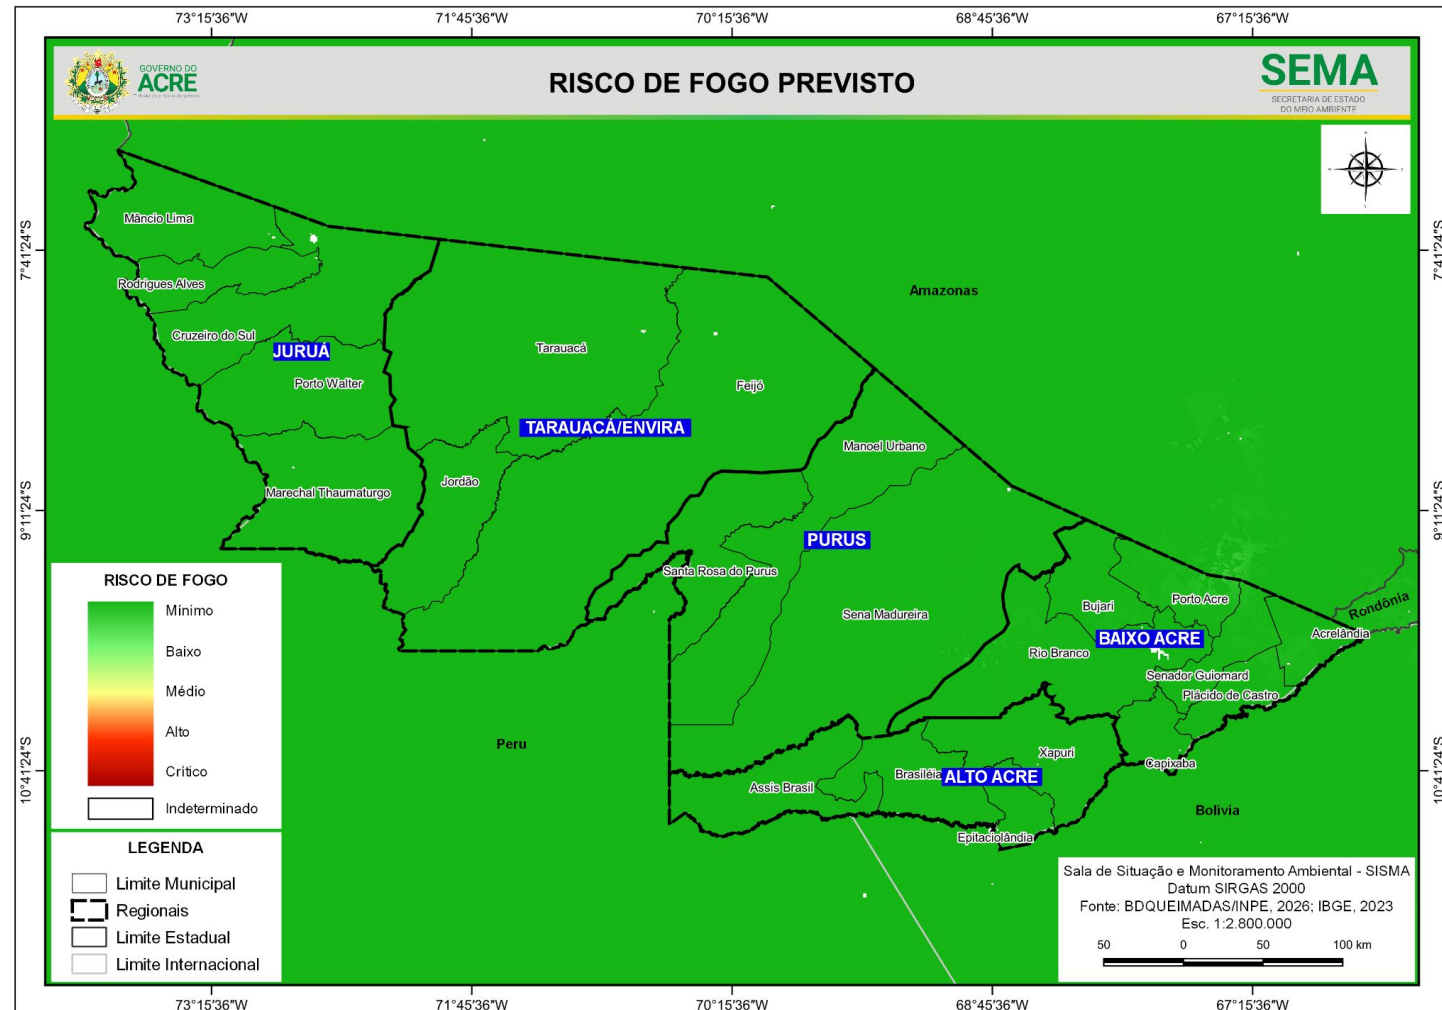 73°15'36"W
71°45'36"W
70°15'36"W
68°45'36"W
67°15'36"W
GOVERNO DO
ACRE
RISCO DE FOGO PREVISTO
SEMA
SECRETARIA DE ESTADO
DO MEIO AMBIENTE
N
S
Mâncio Lima
7°41'24"S
7°41'24"S
Rodrigues Alves
Amazonas
Cruzeiro do Sul
JURUÁ
Tarauacá
Porto Walter
Feijó
TARAUACÁ/ENVIRA
Manoel Urbano
Jordão
Marechal Thaumaturgo
9°11'24"S
9°11'24"S
PURUS
Santa Rosa do Purus
RISCO DE FOGO
Mínimo
Baixo
Médio
Alto
Crítico
Indeterminado
Sena Madureira
Bujari
Porto Acre
Rondônia
Acrelândia
BAIXO ACRE
Rio Branco
Senador Guiomard
Plácido de Castro
Peru
Xapuri
Capixaba
10°41'24"S
10°41'24"S
Brasiléia
ALTO ACRE
Assis Brasil
Bolivia
Epitaciolândia
LEGENDA
Limite Municipal
Regionais
Limite Estadual
Limite Internacional
Sala de Situação e Monitoramento Ambiental - SISMA
Datum SIRGAS 2000
Fonte: BDQUEIMADAS/INPE, 2026; IBGE, 2023
Esc. 1:2.800.000
50 0 50 100 km
73°15'36"W
71°45'36"W
70°15'36"W
68°45'36"W
67°15'36"W